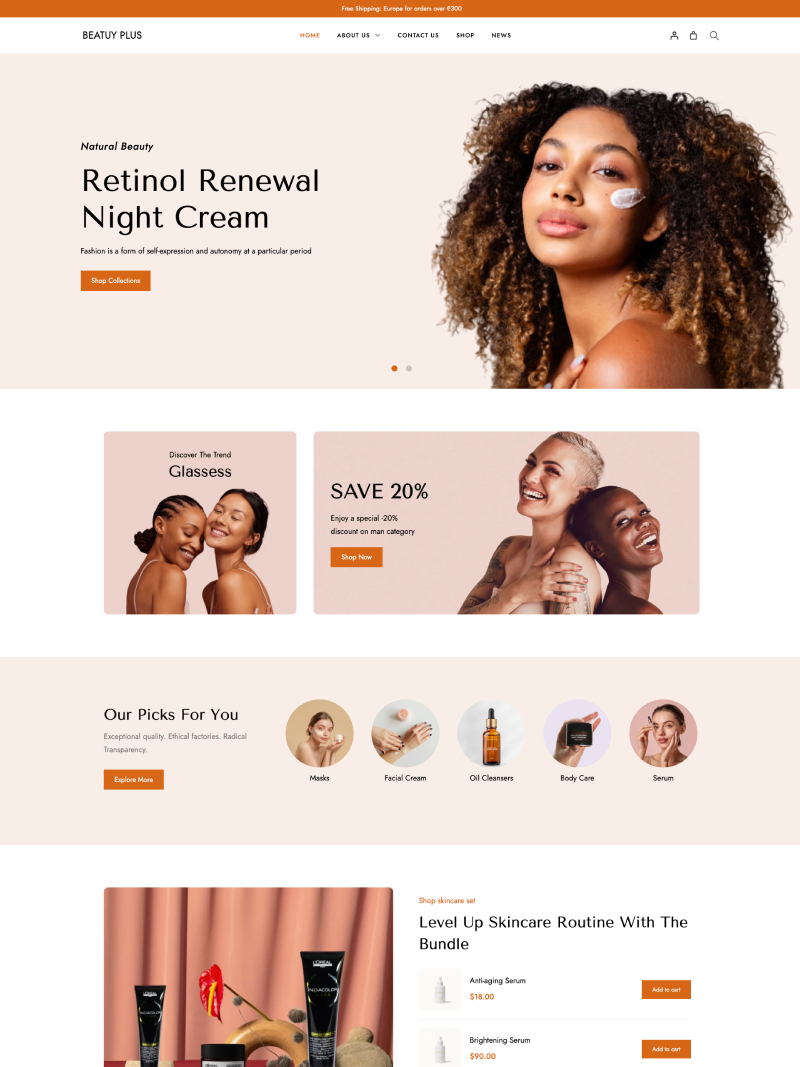 Free Shipping: Europe for orders over €300
BEATUY PLUS
HOME
ABOUT US
CONTACT US
SHOP
NEWS
Natural Beauty
Retinol Renewal
Night Cream
Fashion is a form of self-expression and autonomy at a particular period
Shop Collections
Discover The Trend
Glassess
SAVE 20%
Enjoy a special -20%
discount on man category
Shop Now
Our Picks For You
Exceptional quality. Ethical factories. Radical
Transparency.
Explore More
Masks
Facial Cream
Oil Cleansers
Body Care
Serum
Shop skincare set
Level Up Skincare Routine With The
Bundle
L'ORÉAL
INOACOLOR
Anti-aging Serum
$18.00
Add to cart
Brightening Serum
$90.00
Add to cart